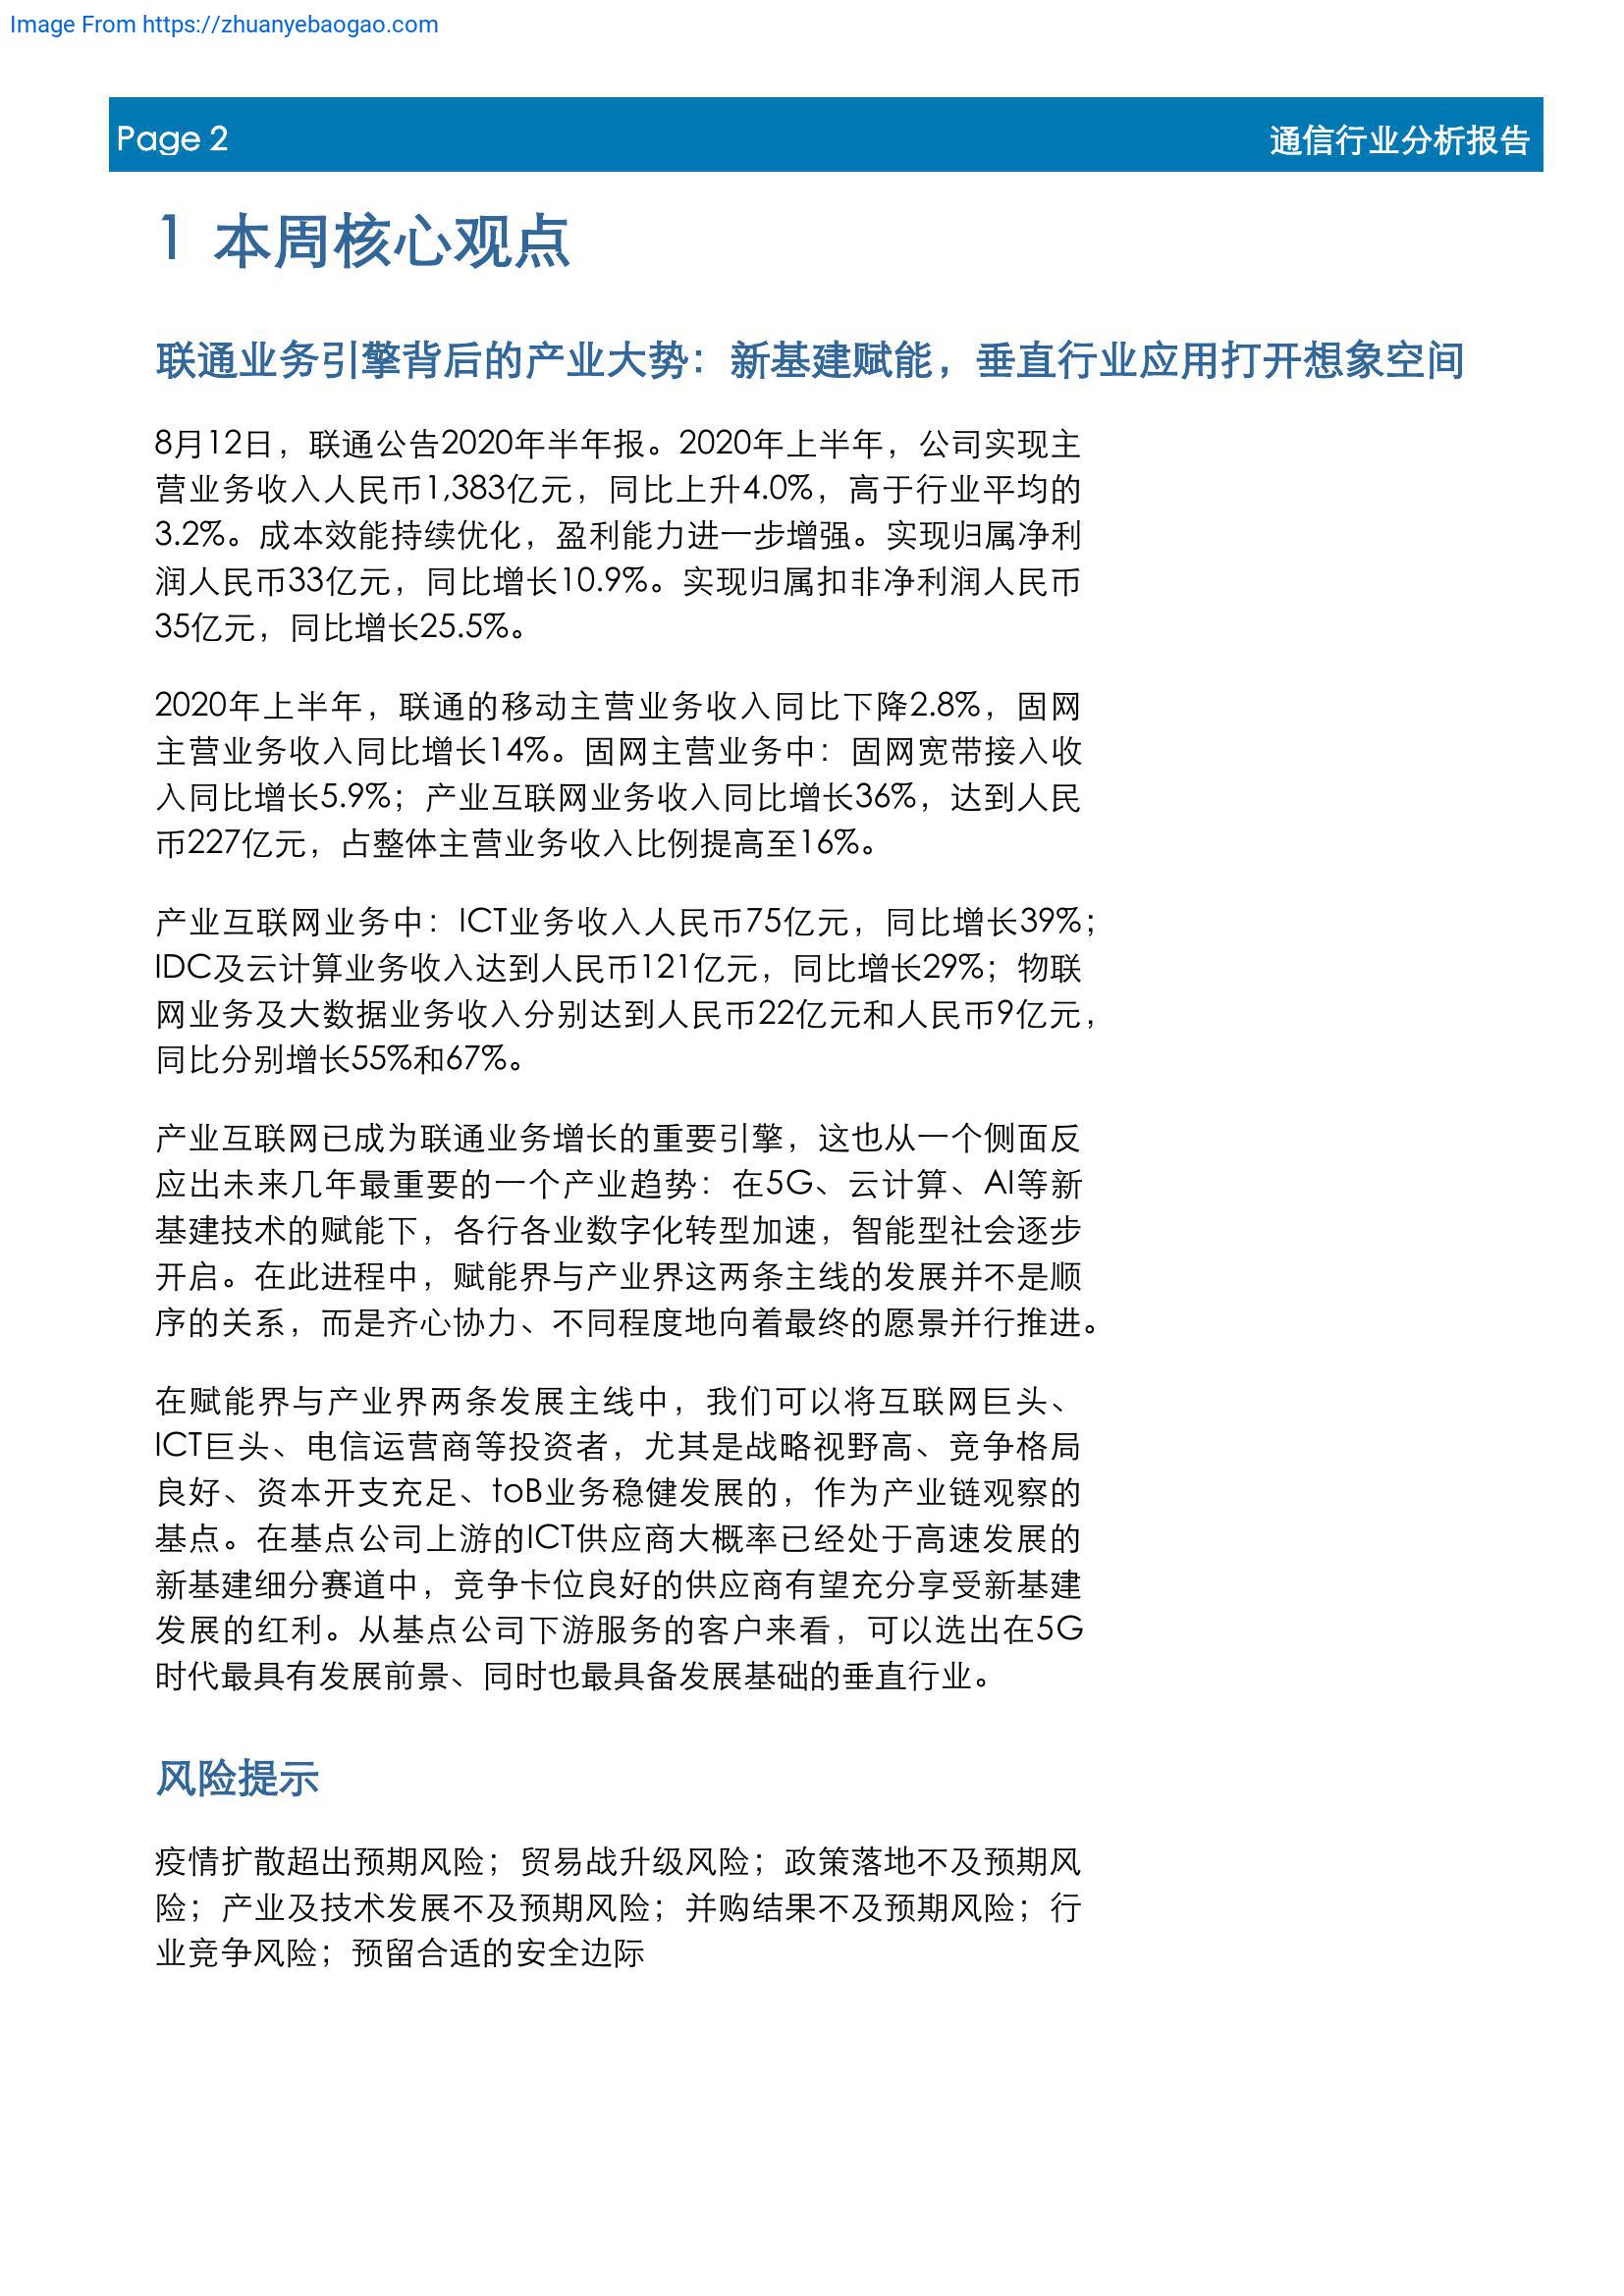 Image From https://zhuanyebaogao.com
Page 2
通信行业分析报告
1 本周核心观点
联通业务引擎背后的产业大势：新基建赋能，垂直行业应用打开想象空间
8月12日，联通公告2020年半年报。2020年上半年，公司实现主
营业务收入人民币1,383亿元，同比上升4.0%，高于行业平均的
3.2%。成本效能持续优化，盈利能力进一步增强。实现归属净利
润人民币33亿元，同比增长10.9%。实现归属扣非净利润人民币
35亿元，同比增长25.5%。
2020年上半年，联通的移动主营业务收入同比下降2.8%，固网
主营业务收入同比增长14%。固网主营业务中：固网宽带接入收
入同比增长5.9%；产业互联网业务收入同比增长36%，达到人民
币227亿元，占整体主营业务收入比例提高至16%。
产业互联网业务中：ICT业务收入人民币75亿元，同比增长39%；
IDC及云计算业务收入达到人民币121亿元，同比增长29%；物联
网业务及大数据业务收入分别达到人民币22亿元和人民币9亿元，
同比分别增长55%和67%。
产业互联网已成为联通业务增长的重要引擎，这也从一个侧面反
应出未来几年最重要的一个产业趋势：在5G、云计算、AI等新
基建技术的赋能下，各行各业数字化转型加速，智能型社会逐步
开启。在此进程中，赋能界与产业界这两条主线的发展并不是顺
序的关系，而是齐心协力、不同程度地向着最终的愿景并行推进。
在赋能界与产业界两条发展主线中，我们可以将互联网巨头、
ICT巨头、电信运营商等投资者，尤其是战略视野高、竞争格局
良好、资本开支充足、toB业务稳健发展的，作为产业链观察的
基点。在基点公司上游的ICT供应商大概率已经处于高速发展的
新基建细分赛道中，竞争卡位良好的供应商有望充分享受新基建
发展的红利。从基点公司下游服务的客户来看，可以选出在5G
时代最具有发展前景、同时也最具备发展基础的垂直行业。
风险提示
疫情扩散超出预期风险；贸易战升级风险；政策落地不及预期风
险；产业及技术发展不及预期风险；并购结果不及预期风险；行
业竞争风险；预留合适的安全边际